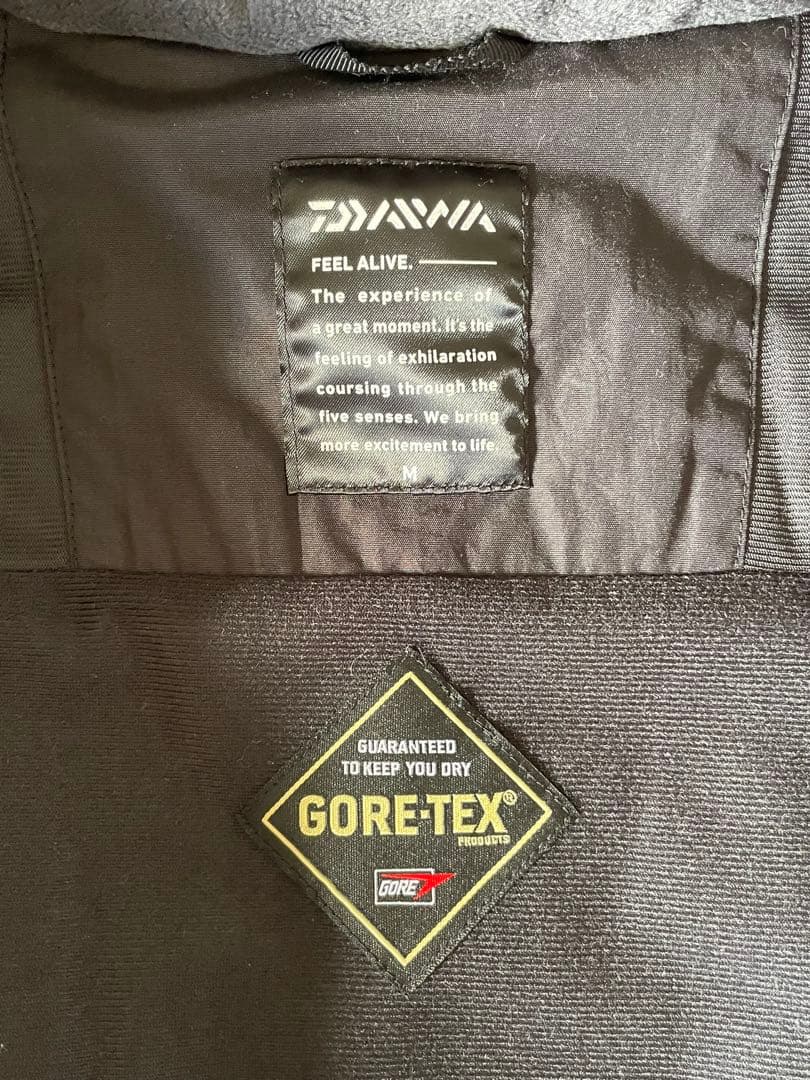 DAIWA
FEEL ALIVE.
The experience of
a great moment. It's the
feeling of exhilaration
coursing through the
five senses. We bring
more excitement to life.
M
GUARANTEED
TO KEEP YOU DRY
GORE-TEX®
PRODUCTS
GORE